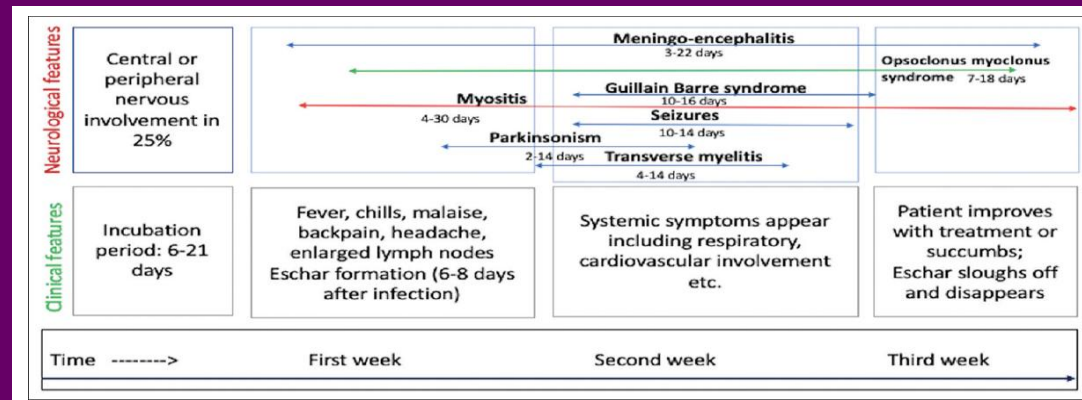 Neurological features
Central or
peripheral
nervous
involvement in
25%
Meningo-encephalitis
3-22 days
Opsoclonus myoclonus
syndrome 7-18 days
Guillain Barre syndrome
10-16 days
Myositis
4-30 days
Seizures
10-14 days
Parkinsonism
2-14 days
Transverse myelitis
4-14 days
Clinical features
Incubation
period: 6-21
days
Fever, chills, malaise,
backpain, headache,
enlarged lymph nodes
Eschar formation (6-8 days
after infection)
Systemic symptoms appear
including respiratory,
cardiovascular involvement
etc.
Patient improves
with treatment or
succumbs;
Eschar sloughs off
and disappears
Time -------->
First week
Second week
Third week